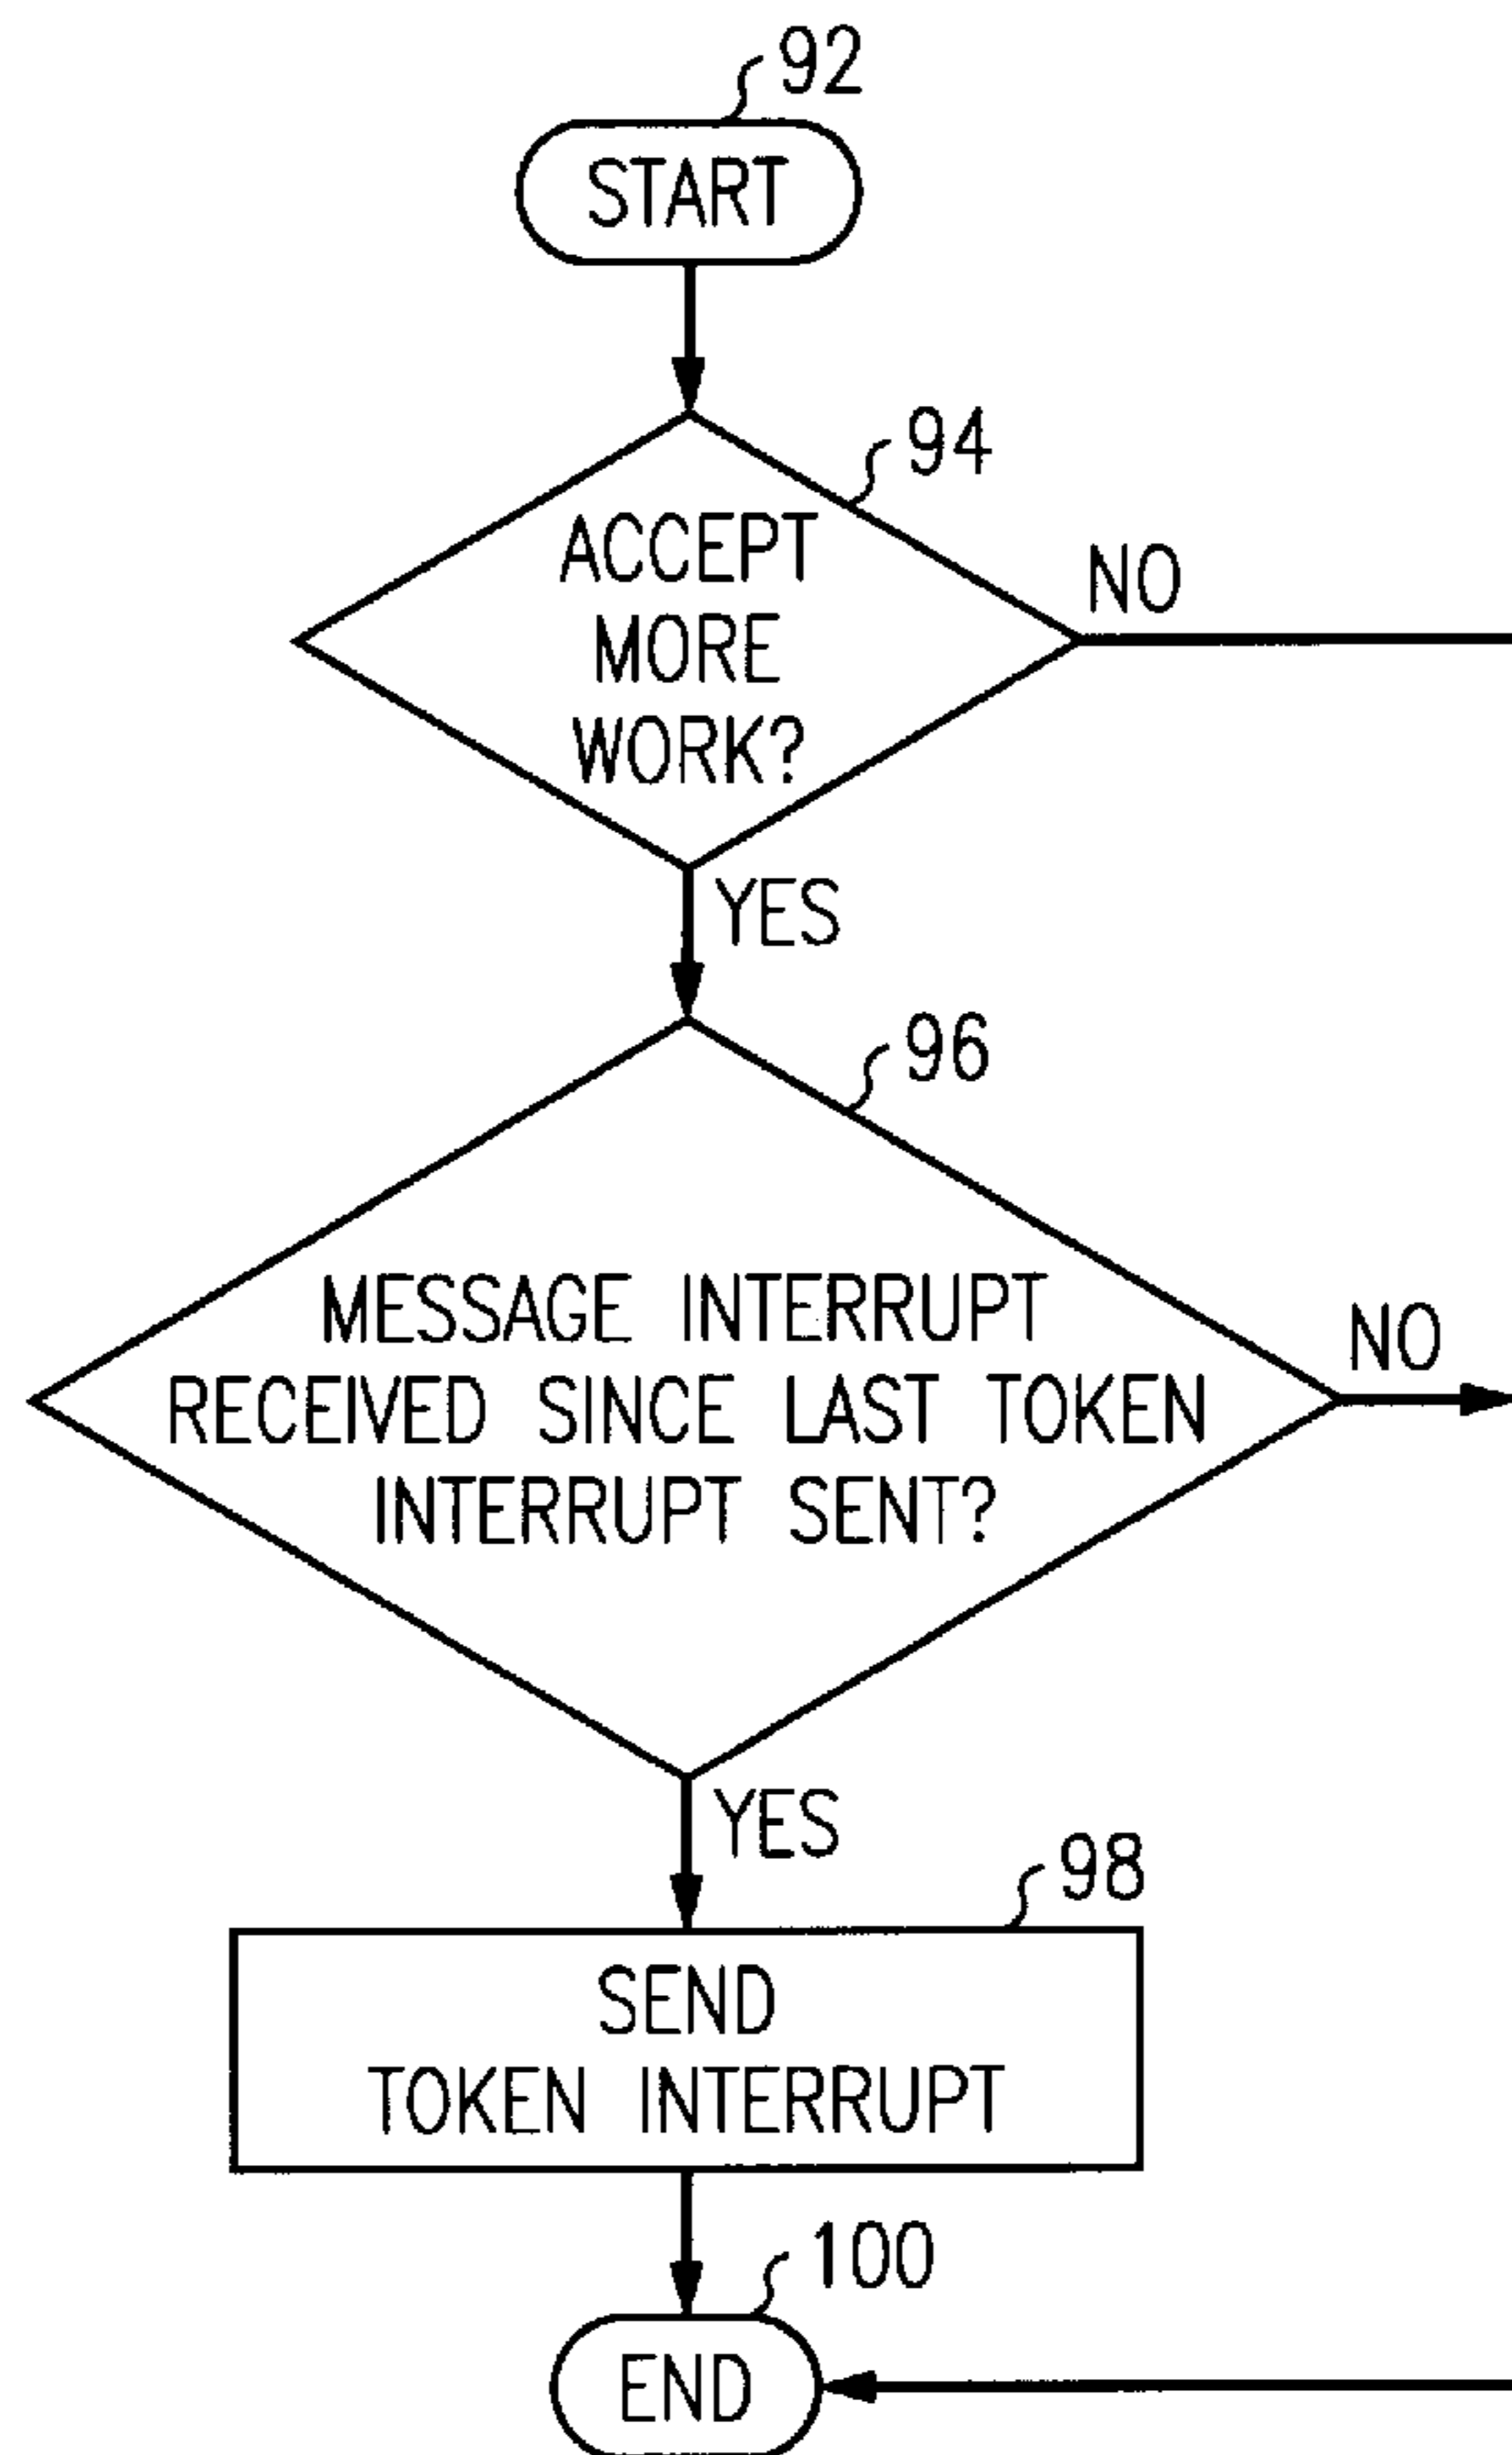 92
START
94
ACCEPT
MORE
WORK?
NO
YES
96
MESSAGE INTERRUPT
RECEIVED SINCE LAST TOKEN
INTERRUPT SENT?
NO
YES
98
SEND
TOKEN INTERRUPT
100
END